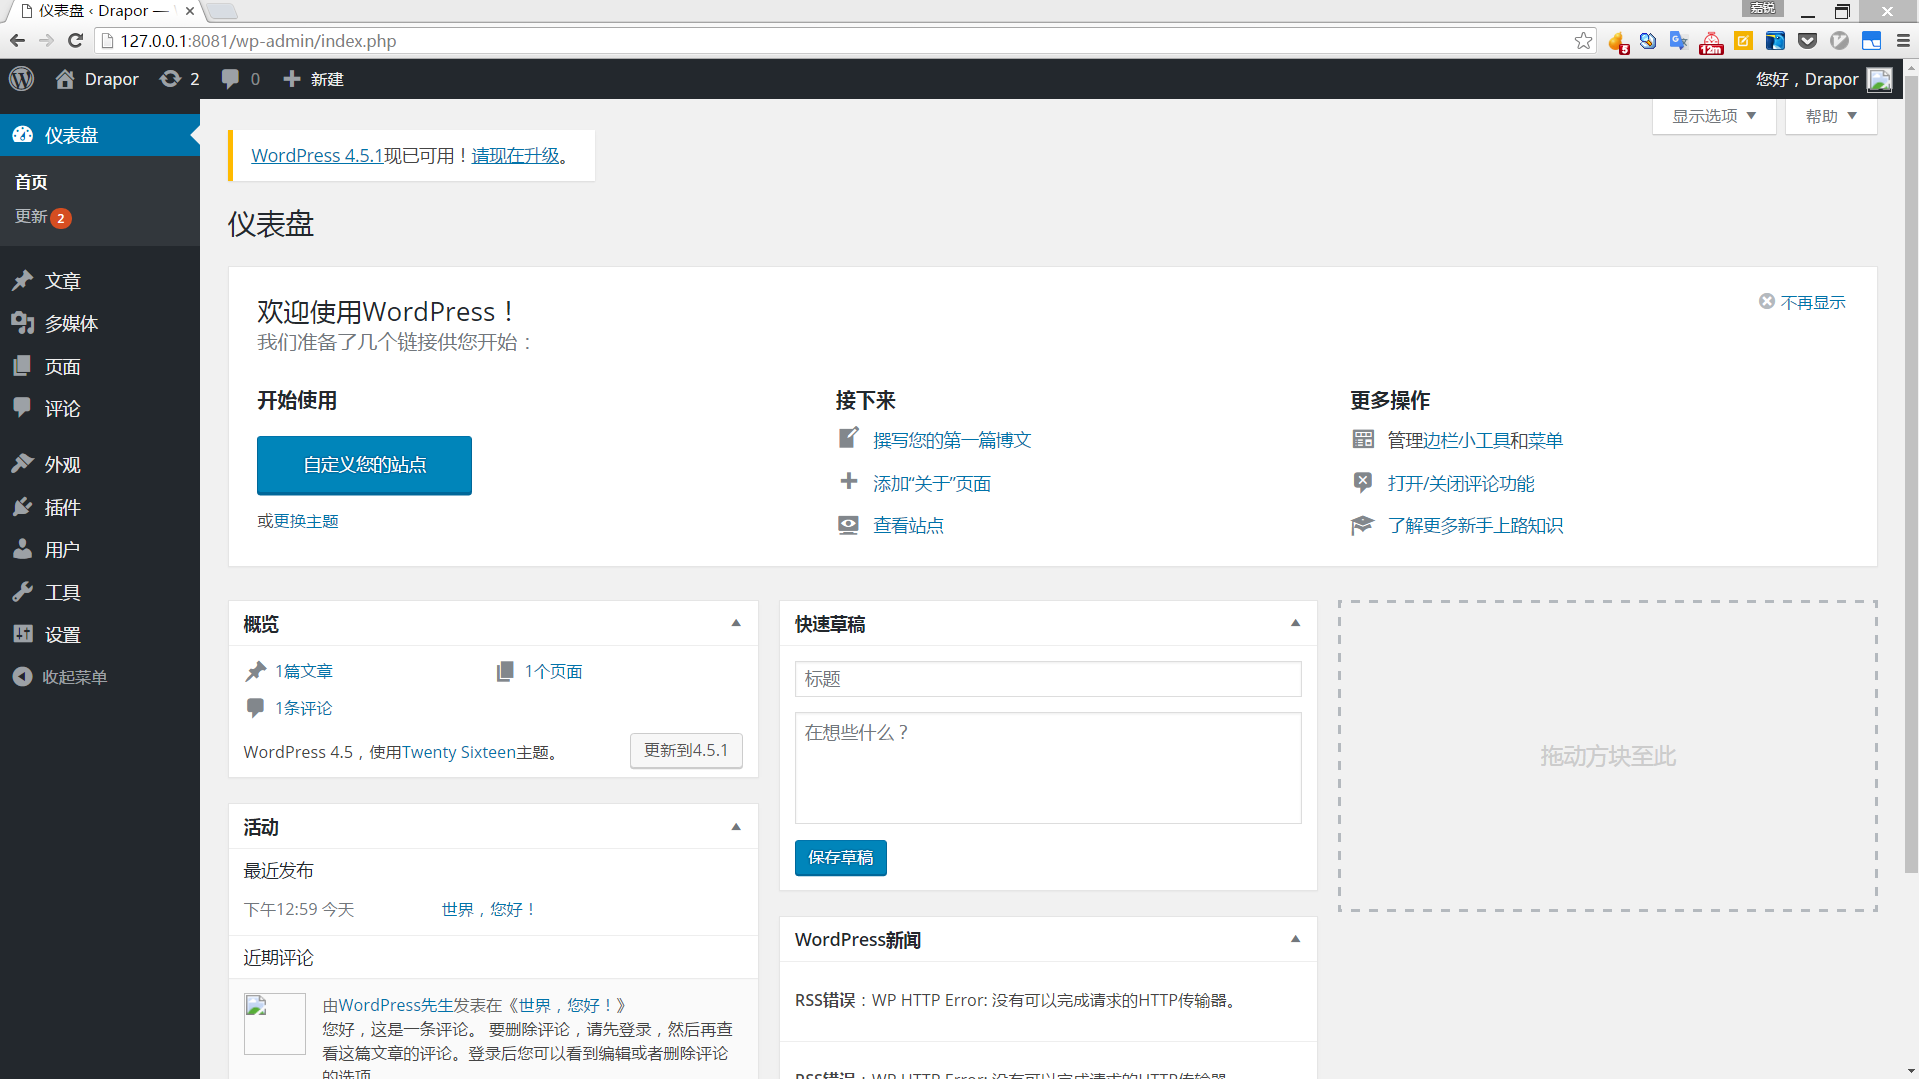 仪表盘 ‹ Drapor — 
嘉锐
127.0.0.1:8081/wp-admin/index.php
5
12m
Drapor 2 0 新建
您好，Drapor
仪表盘
首页
更新 2
文章
多媒体
页面
评论
外观
插件
用户
工具
设置
收起菜单
显示选项
帮助
WordPress 4.5.1现已可用！请现在升级。
仪表盘
欢迎使用WordPress！
我们准备了几个链接供您开始：
不再显示
开始使用
自定义您的站点
或更换主题
接下来
撰写您的第一篇博文
添加“关于”页面
查看站点
更多操作
管理边栏小工具和菜单
打开/关闭评论功能
了解更多新手上路知识
概览
1篇文章
1个页面
1条评论
WordPress 4.5，使用Twenty Sixteen主题。
更新到4.5.1
活动
最近发布
下午12:59 今天
世界，您好！
近期评论
由WordPress先生发表在《世界，您好！》
您好，这是一条评论。 要删除评论，请先登录，然后再查
看这篇文章的评论。登录后您可以看到编辑或者删除评论
的选项
快速草稿
标题
在想些什么？
保存草稿
WordPress新闻
RSS错误：WP HTTP Error: 没有可以完成请求的HTTP传输器。
RSS错误：WP HTTP Error: 没有可以完成请求的HTTP传输器
拖动方块至此